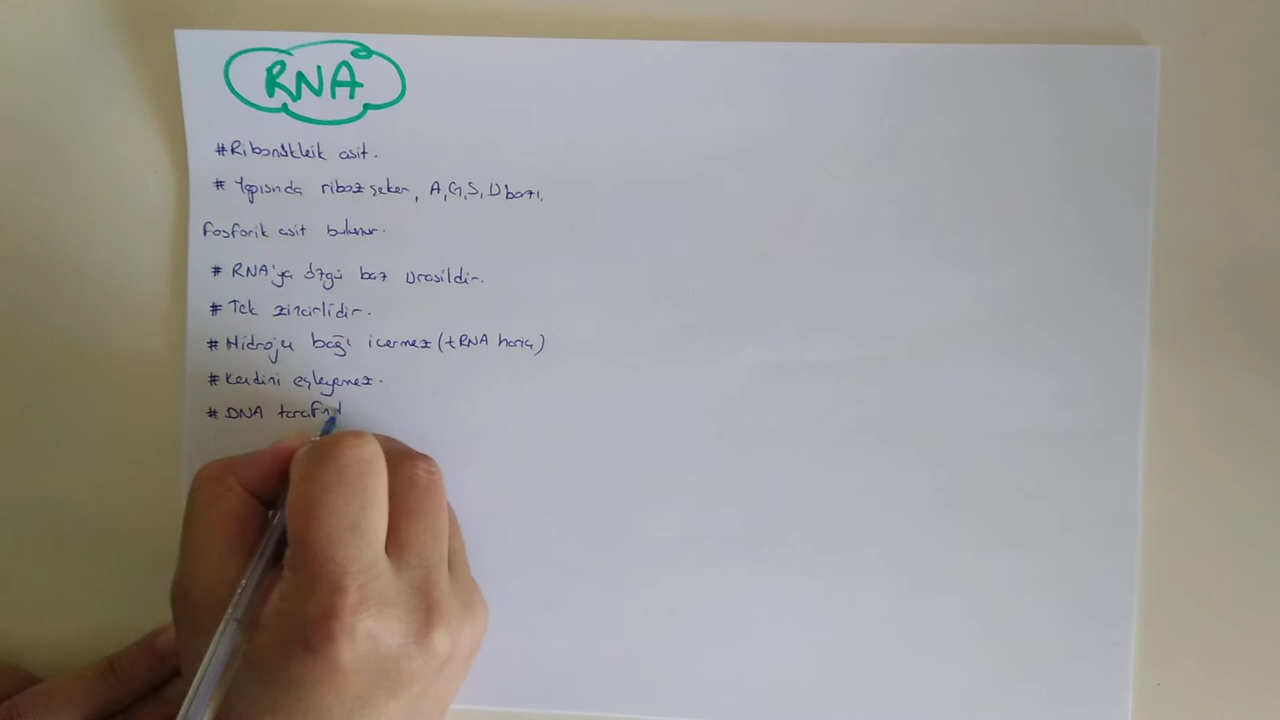 RNA
#Ribonükleik asit.
# Yapısında riboz şeker, A,G,S,U bazı,
fosforik asit bulunur.
# RNA'ya özgü baz Urasildir.
# Tek zincirlidir.
# Hidrojen bağı içermez (tRNA hariç)
# Kendini eşleyemez.
# DNA tarafınd